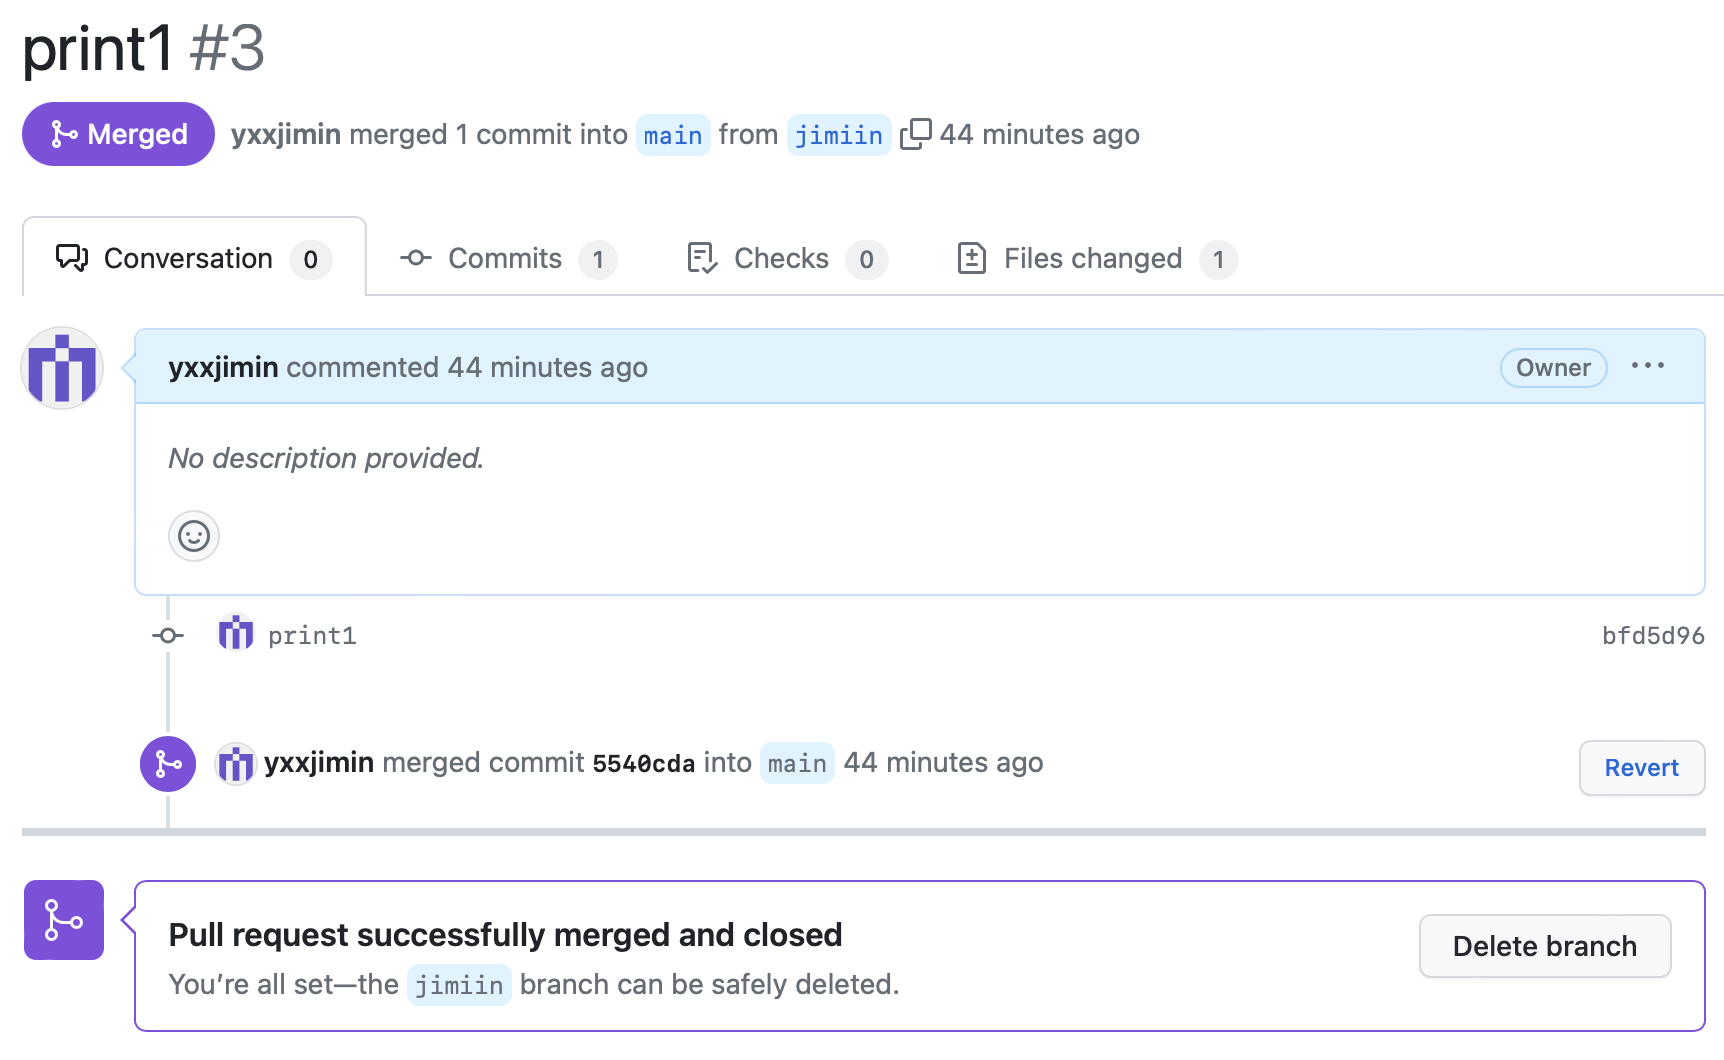 print1 #3
Merged yxxjimin merged 1 commit into main from jimiin 44 minutes ago
Conversation 0 Commits 1 Checks 0 Files changed 1
yxxjimin commented 44 minutes ago Owner ...
No description provided.
print1 bfd5d96
yxxjimin merged commit 5540cda into main 44 minutes ago Revert
Pull request successfully merged and closed
Delete branch
You’re all set—the jimiin branch can be safely deleted.